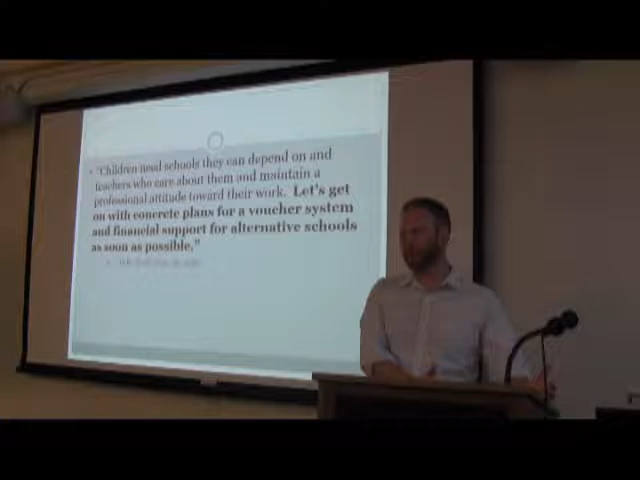 "Children need schools they can depend on and
teachers who care about them and maintain a
professional attitude toward their work. Let's get
on with concrete plans for a voucher system
and financial support for alternative schools
as soon as possible."